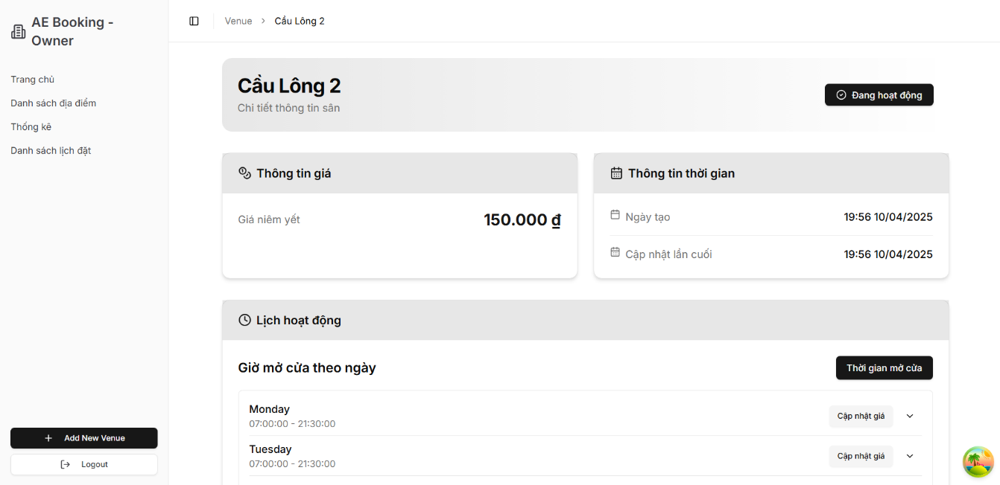 AE Booking -
Owner
Trang chủ
Danh sách địa điểm
Thống kê
Danh sách lịch đặt
Add New Venue
Logout
Venue > Cầu Lông 2
Cầu Lông 2
Chi tiết thông tin sân
Đang hoạt động
Thông tin giá
Giá niêm yết 150.000 ₫
Thông tin thời gian
Ngày tạo 19:56 10/04/2025
Cập nhật lần cuối 19:56 10/04/2025
Lịch hoạt động
Giờ mở cửa theo ngày
Thời gian mở cửa
Monday
07:00:00 - 21:30:00
Cập nhật giá
Tuesday
07:00:00 - 21:30:00
Cập nhật giá